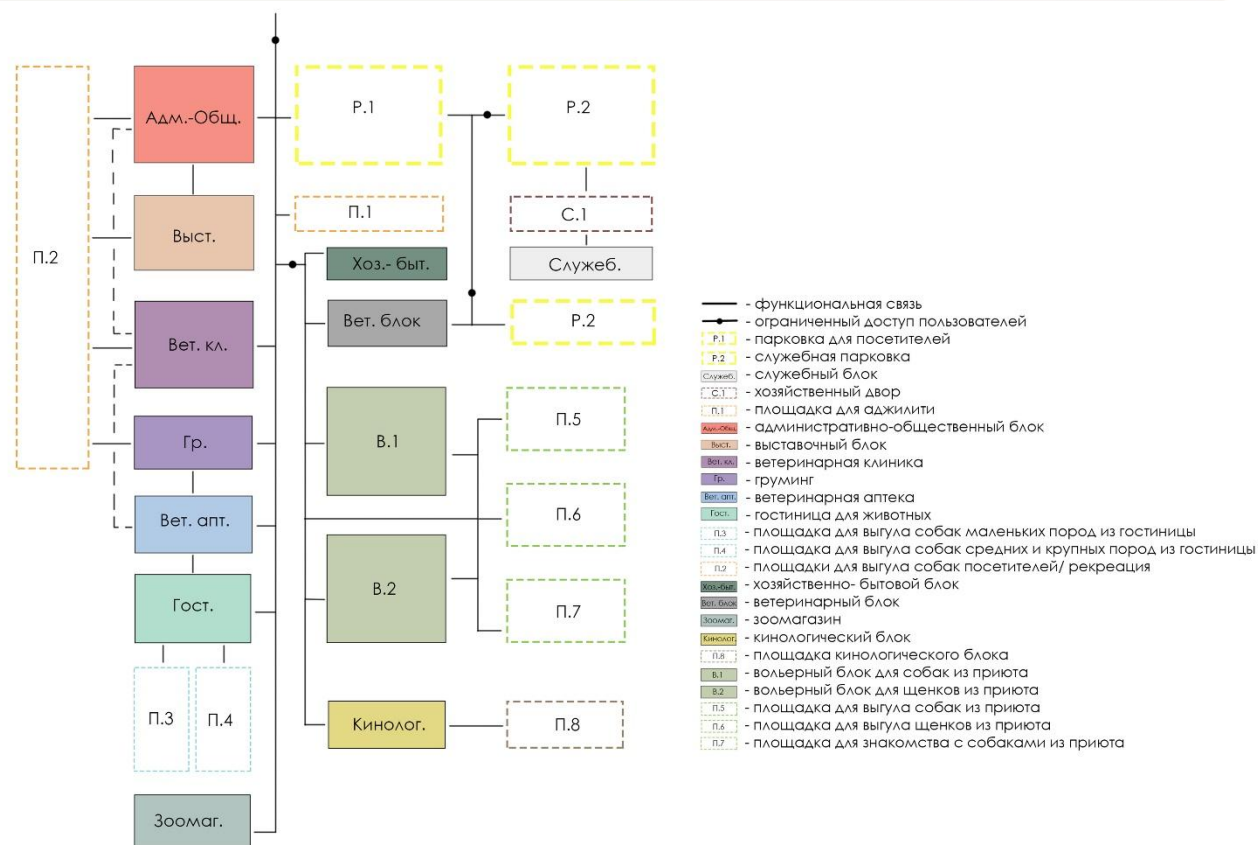 Адм.-Общ.
Р.1
Р.2
П.1
С.1
П.2
Выст.
Хоз.- быт.
Служеб.
Вет. блок
Р.2
Вет. кл.
Гр.
В.1
П.5
Вет. апт.
П.6
Гост.
В.2
П.7
П.3
П.4
Кинолог.
П.8
Зоомаг.
- функциональная связь
- ограниченный доступ пользователей
Р.1 - парковка для посетителей
Р.2 - служебная парковка
Служеб. - служебный блок
С.1 - хозяйственный двор
П.1 - площадка для аджилити
Адм.-Общ. - административно-общественный блок
Выст. - выставочный блок
Вет. кл. - ветеринарная клиника
Гр. - груминг
Вет. апт. - ветеринарная аптека
Гост. - гостиница для животных
П.3 - площадка для выгула собак маленьких пород из гостиницы
П.4 - площадка для выгула собак средних и крупных пород из гостиницы
П.2 - площадки для выгула собак посетителей/ рекреация
Хоз.-быт. - хозяйственно- бытовой блок
Вет. блок - ветеринарный блок
Зоомаг. - зоомагазин
Кинолог. - кинологический блок
П.8 - площадка кинологического блока
В.1 - вольерный блок для собак из приюта
В.2 - вольерный блок для щенков из приюта
П.5 - площадка для выгула собак из приюта
П.6 - площадка для выгула щенков из приюта
П.7 - площадка для знакомства с собаками из приюта